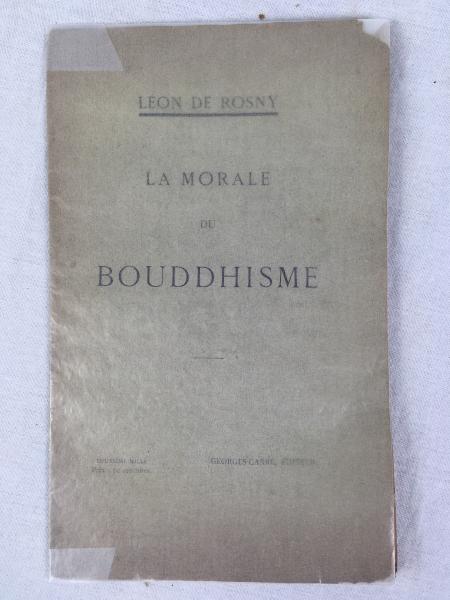 LÉON DE ROSNY
LA MORALE
DU
BOUDDHISME
GEORGES CARRÉ, ÉDITEUR